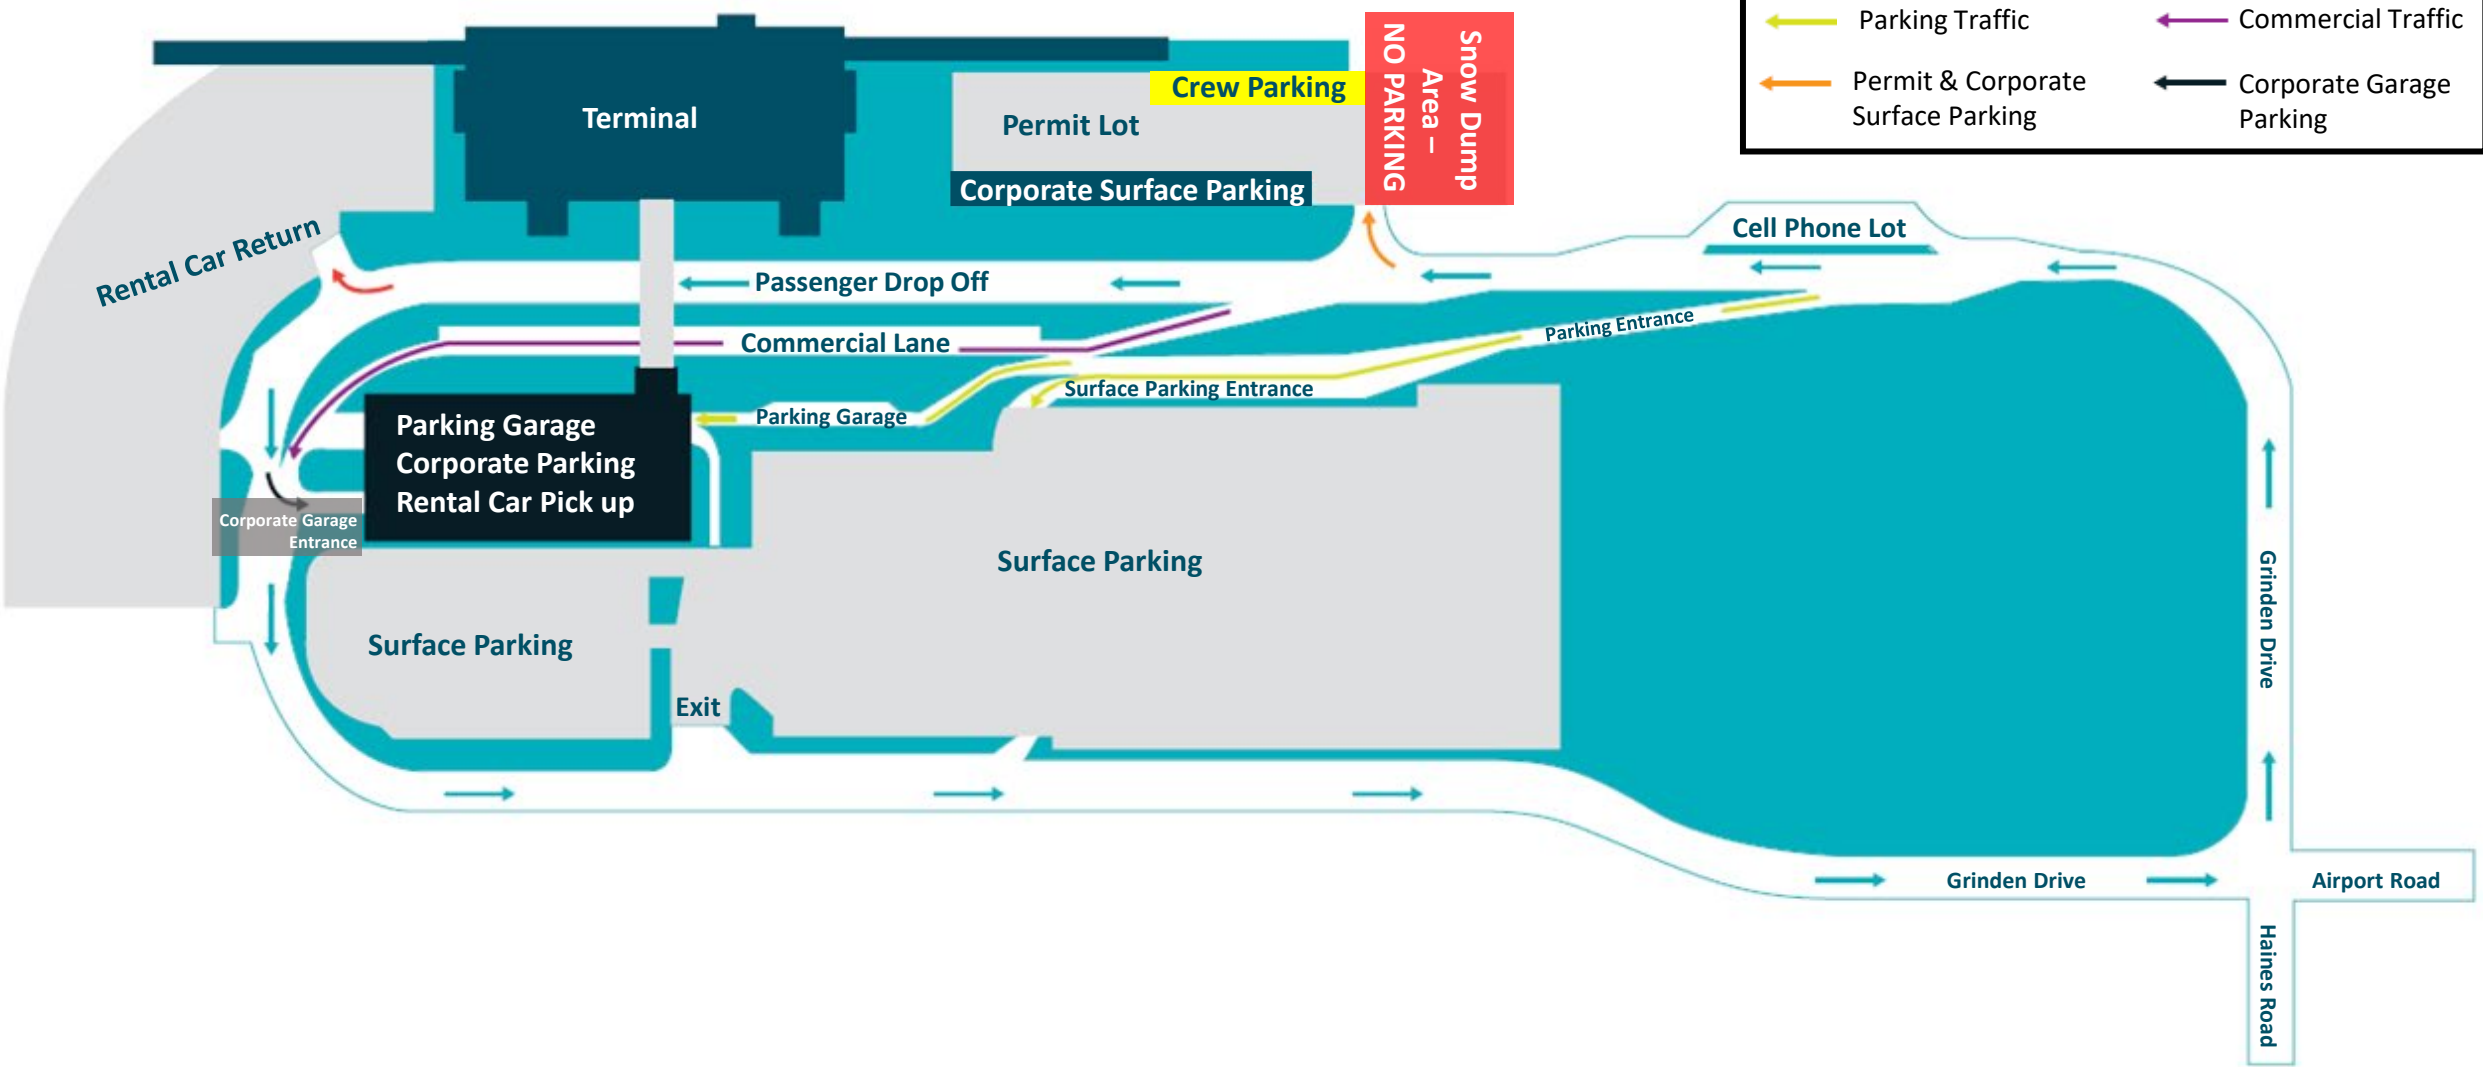 Parking Traffic
Commercial Traffic
Permit & Corporate
Surface Parking
Corporate Garage
Parking
Snow Dump
Area –
NO PARKING
Crew Parking
Terminal
Permit Lot
Corporate Surface Parking
Cell Phone Lot
Rental Car Return
Passenger Drop Off
Parking Entrance
Commercial Lane
Surface Parking Entrance
Parking Garage
Parking Garage
Corporate Parking
Rental Car Pick up
Corporate Garage
Entrance
Surface Parking
Surface Parking
Exit
Grinden Drive
Grinden Drive
Airport Road
Haines Road